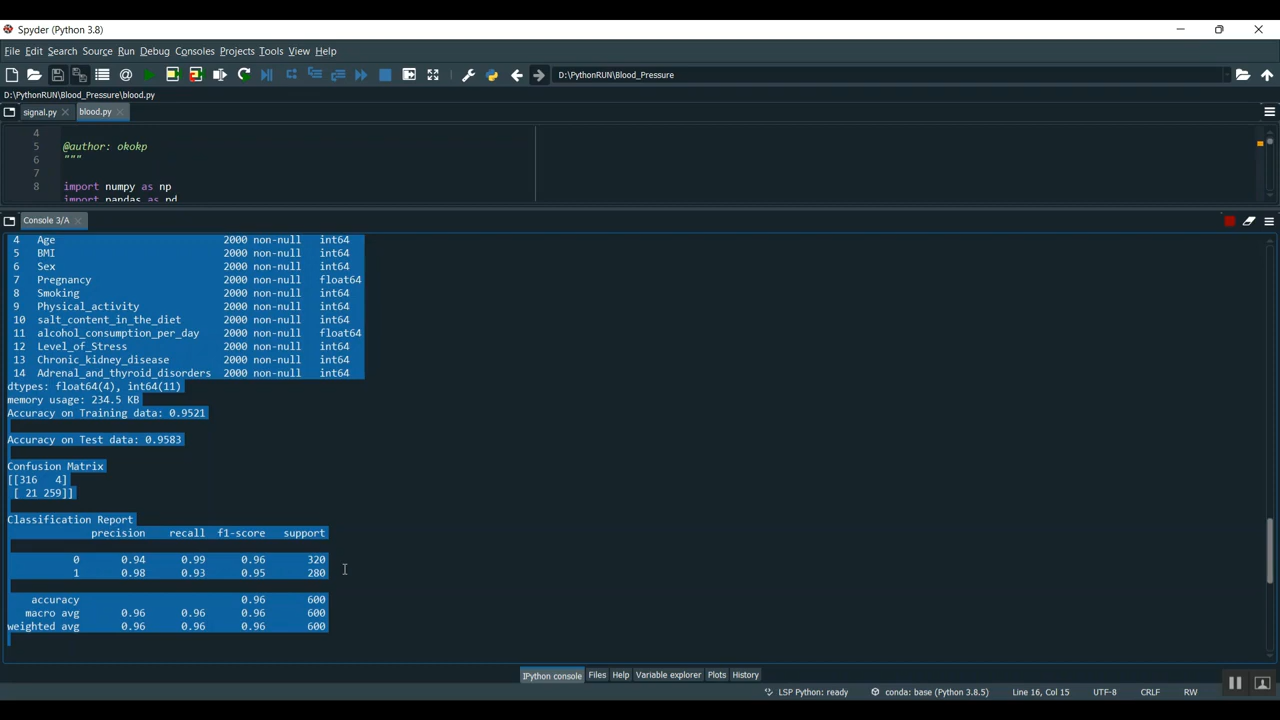 Spyder (Python 3.8)
File Edit Search Source Run Debug Consoles Projects Tools View Help
D:\PythonRUN\Blood_Pressure
D:\PythonRUN\Blood_Pressure\blood.py
signal.py blood.py
4
5 @author: okokp
6 """
7
8 import numpy as np
import pandas as pd
Console 3/A
4 Age 2000 non-null int64
5 BMI 2000 non-null int64
6 Sex 2000 non-null int64
7 Pregnancy 2000 non-null float64
8 Smoking 2000 non-null int64
9 Physical_activity 2000 non-null int64
10 salt_content_in_the_diet 2000 non-null int64
11 alcohol_consumption_per_day 2000 non-null float64
12 Level_of_Stress 2000 non-null int64
13 Chronic_kidney_disease 2000 non-null int64
14 Adrenal_and_thyroid_disorders 2000 non-null int64
dtypes: float64(4), int64(11)
memory usage: 234.5 KB
Accuracy on Training data: 0.9521
Accuracy on Test data: 0.9583
Confusion Matrix
[[316 4]
[ 21 259]]
Classification Report
precision recall f1-score support
0 0.94 0.99 0.96 320
1 0.98 0.93 0.95 280
accuracy 0.96 600
macro avg 0.96 0.96 0.96 600
weighted avg 0.96 0.96 0.96 600
IPython console Files Help Variable explorer Plots History
LSP Python: ready conda: base (Python 3.8.5) Line 16, Col 15 UTF-8 CRLF RW